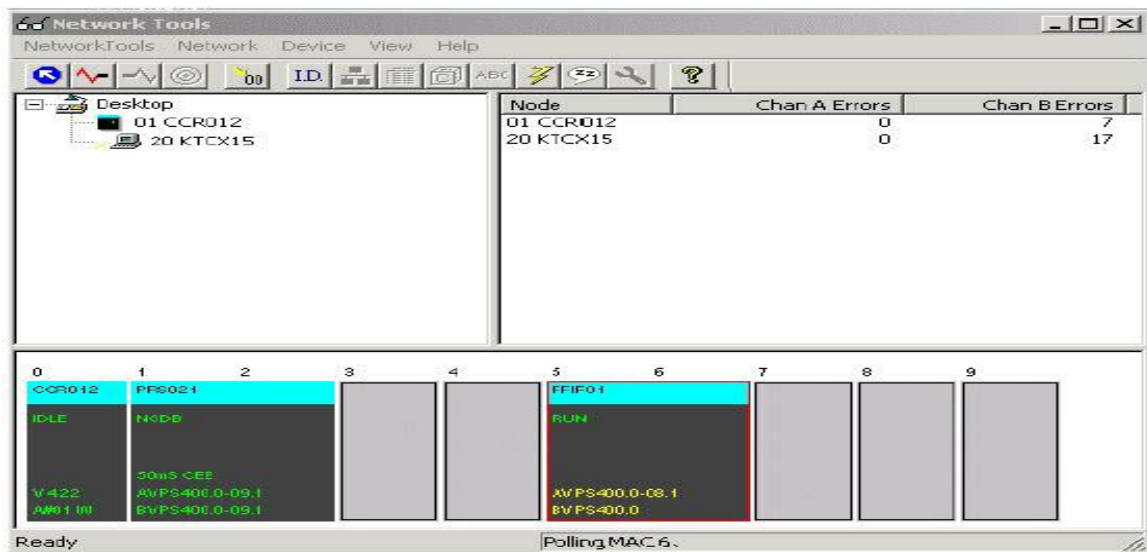 Network Tools
NetworkTools Network Device View Help
I.D. ABC zz ?
Desktop
01 CCR012
20 KTCX15
Node Chan A Errors Chan B Errors
01 CCR012 0 7
20 KTCX15 0 17
0 1 2 3 4 5 6 7 8 9
CCR012 FFIF01
IDLE NODB RUN
50mS CEE
V 422 AVPS400.0-09.1 AVPS400.0-08.1
BVPS400.0-09.1 BVPS400.0
Ready Polling MAC 6.